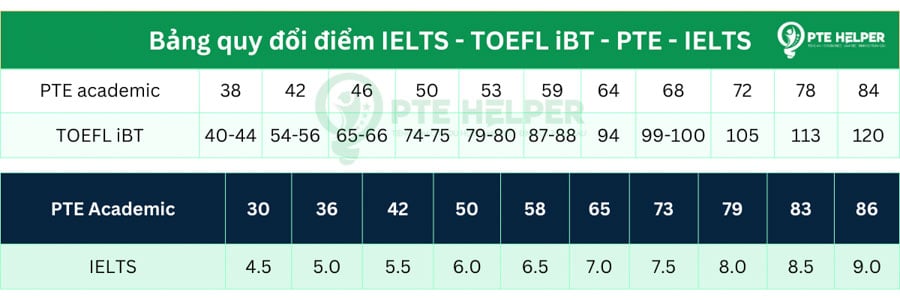 Bảng quy đổi điểm IELTS - TOEFL iBT - PTE - IELTS
PTE HELPER
PTE academic 38 42 46 50 53 59 64 68 72 78 84
PTE HELPER
TOEFL iBT 40-44 54-56 65-66 74-75 79-80 87-88 94 99-100 105 113 120
PTE Academic 30 36 42 50 58 65 73 79 83 86
IELTS 4.5 5.0 5.5 6.0 6.5 7.0 7.5 8.0 8.5 9.0